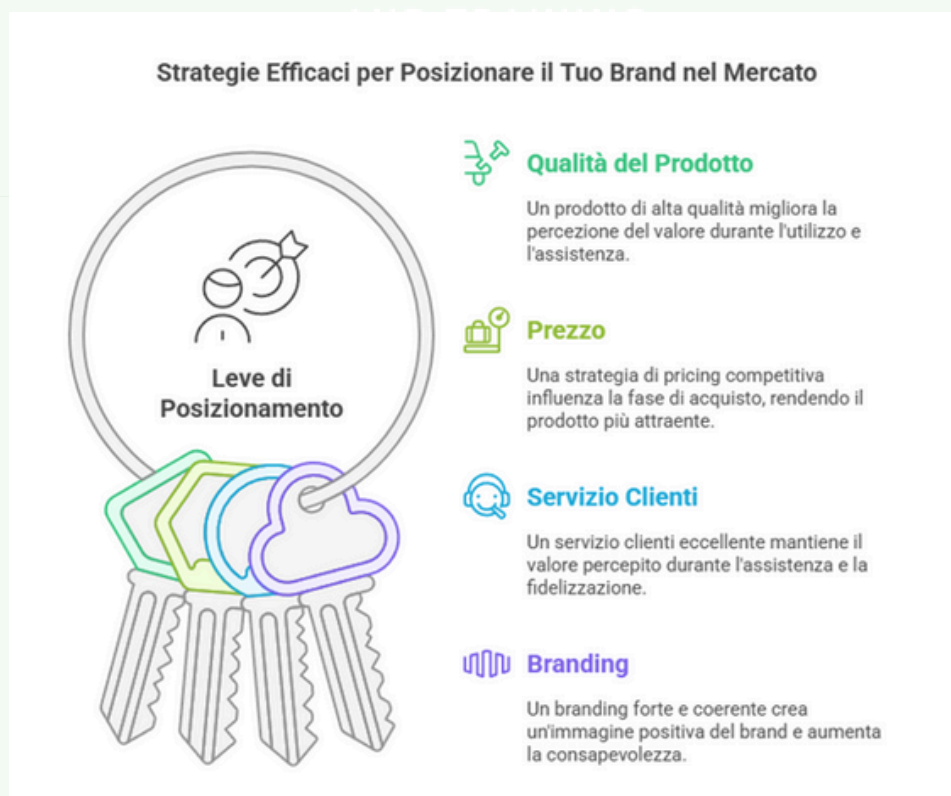 Strategie Efficaci per Posizionare il Tuo Brand nel Mercato
Leve di
Posizionamento
Qualità del Prodotto
Un prodotto di alta qualità migliora la
percezione del valore durante l'utilizzo e
l'assistenza.
Prezzo
Una strategia di pricing competitiva
influenza la fase di acquisto, rendendo il
prodotto più attraente.
Servizio Clienti
Un servizio clienti eccellente mantiene il
valore percepito durante l'assistenza e la
fidelizzazione.
Branding
Un branding forte e coerente crea
un'immagine positiva del brand e aumenta
la consapevolezza.